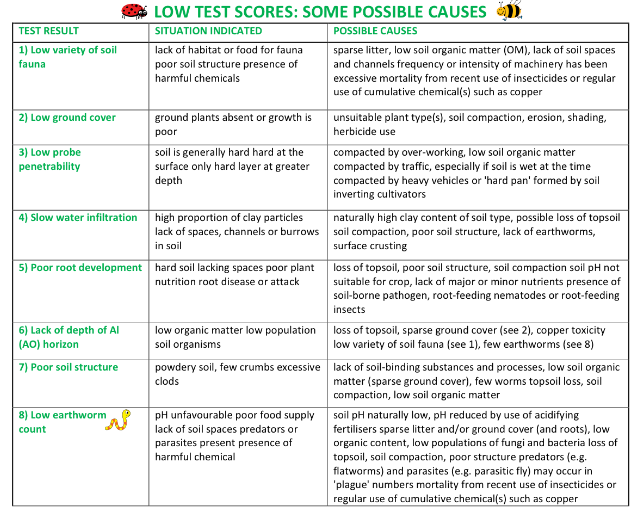 LOW TEST SCORES: SOME POSSIBLE CAUSES
TEST RESULT
SITUATION INDICATED
POSSIBLE CAUSES
1) Low variety of soil
fauna
lack of habitat or food for fauna
poor soil structure presence of
harmful chemicals
sparse litter, low soil organic matter (OM), lack of soil spaces
and channels frequency or intensity of machinery has been
excessive mortality from recent use of insecticides or regular
use of cumulative chemical(s) such as copper
2) Low ground cover
ground plants absent or growth is
poor
unsuitable plant type(s), soil compaction, erosion, shading,
herbicide use
3) Low probe
penetrability
soil is generally hard hard at the
surface only hard layer at greater
depth
compacted by over-working, low soil organic matter
compacted by traffic, especially if soil is wet at the time
compacted by heavy vehicles or 'hard pan' formed by soil
inverting cultivators
4) Slow water infiltration
high proportion of clay particles
lack of spaces, channels or burrows
in soil
naturally high clay content of soil type, possible loss of topsoil
soil compaction, poor soil structure, lack of earthworms,
surface crusting
5) Poor root development
hard soil lacking spaces poor plant
nutrition root disease or attack
loss of topsoil, poor soil structure, soil compaction soil pH not
suitable for crop, lack of major or minor nutrients presence of
soil-borne pathogen, root-feeding nematodes or root-feeding
insects
6) Lack of depth of Al
(AO) horizon
low organic matter low population
soil organisms
loss of topsoil, sparse ground cover (see 2), copper toxicity
low variety of soil fauna (see 1), few earthworms (see 8)
7) Poor soil structure
powdery soil, few crumbs excessive
clods
lack of soil-binding substances and processes, low soil organic
matter (sparse ground cover), few worms topsoil loss, soil
compaction, low soil organic matter
8) Low earthworm
count
pH unfavourable poor food supply
lack of soil spaces predators or
parasites present presence of
harmful chemical
soil pH naturally low, pH reduced by use of acidifying
fertilisers sparse litter and/or ground cover (and roots), low
organic content, low populations of fungi and bacteria loss of
topsoil, soil compaction, poor structure predators (e.g.
flatworms) and parasites (e.g. parasitic fly) may occur in
'plague' numbers mortality from recent use of insecticides or
regular use of cumulative chemical(s) such as copper